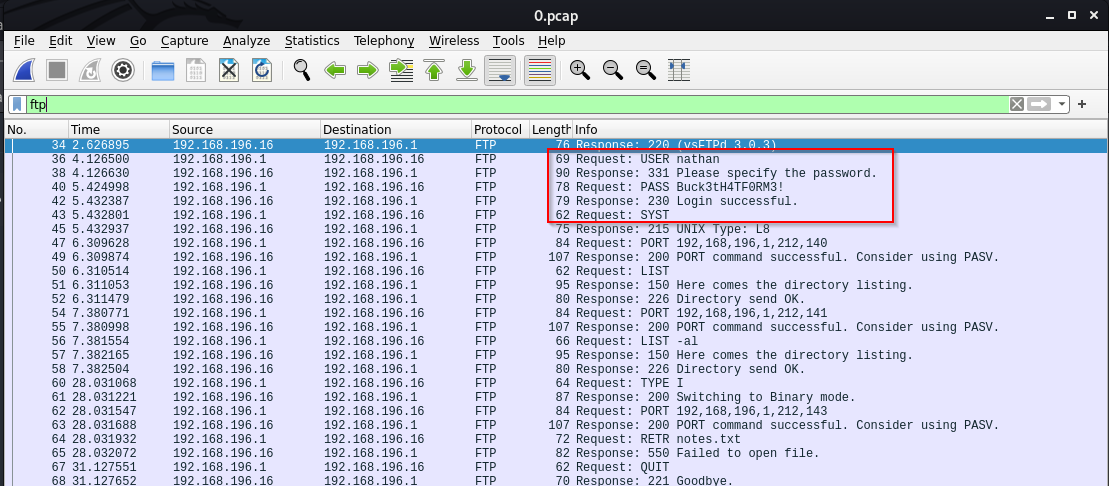 0.pcap
File Edit View Go Capture Analyze Statistics Telephony Wireless Tools Help
ftp
No. Time Source Destination Protocol Length Info
34 2.626895 192.168.196.16 192.168.196.1 FTP 76 Response: 220 (vsFTPd 3.0.3)
36 4.126500 192.168.196.1 192.168.196.16 FTP 69 Request: USER nathan
38 4.126630 192.168.196.16 192.168.196.1 FTP 90 Response: 331 Please specify the password.
40 5.424998 192.168.196.1 192.168.196.16 FTP 78 Request: PASS Buck3tH4TF0RM3!
42 5.432387 192.168.196.16 192.168.196.1 FTP 79 Response: 230 Login successful.
43 5.432801 192.168.196.1 192.168.196.16 FTP 62 Request: SYST
45 5.432937 192.168.196.16 192.168.196.1 FTP 75 Response: 215 UNIX Type: L8
47 6.309628 192.168.196.1 192.168.196.16 FTP 84 Request: PORT 192,168,196,1,212,140
49 6.309874 192.168.196.16 192.168.196.1 FTP 107 Response: 200 PORT command successful. Consider using PASV.
50 6.310514 192.168.196.1 192.168.196.16 FTP 62 Request: LIST
51 6.311053 192.168.196.16 192.168.196.1 FTP 95 Response: 150 Here comes the directory listing.
52 6.311479 192.168.196.16 192.168.196.1 FTP 80 Response: 226 Directory send OK.
54 7.380771 192.168.196.1 192.168.196.16 FTP 84 Request: PORT 192,168,196,1,212,141
55 7.380998 192.168.196.16 192.168.196.1 FTP 107 Response: 200 PORT command successful. Consider using PASV.
56 7.381554 192.168.196.1 192.168.196.16 FTP 66 Request: LIST -al
57 7.382165 192.168.196.16 192.168.196.1 FTP 95 Response: 150 Here comes the directory listing.
58 7.382504 192.168.196.16 192.168.196.1 FTP 80 Response: 226 Directory send OK.
60 28.031068 192.168.196.1 192.168.196.16 FTP 64 Request: TYPE I
61 28.031221 192.168.196.16 192.168.196.1 FTP 87 Response: 200 Switching to Binary mode.
62 28.031547 192.168.196.1 192.168.196.16 FTP 84 Request: PORT 192,168,196,1,212,143
63 28.031688 192.168.196.16 192.168.196.1 FTP 107 Response: 200 PORT command successful. Consider using PASV.
64 28.031932 192.168.196.1 192.168.196.16 FTP 72 Request: RETR notes.txt
65 28.032072 192.168.196.16 192.168.196.1 FTP 82 Response: 550 Failed to open file.
67 31.127551 192.168.196.1 192.168.196.16 FTP 62 Request: QUIT
68 31.127652 192.168.196.16 192.168.196.1 FTP 70 Response: 221 Goodbye.